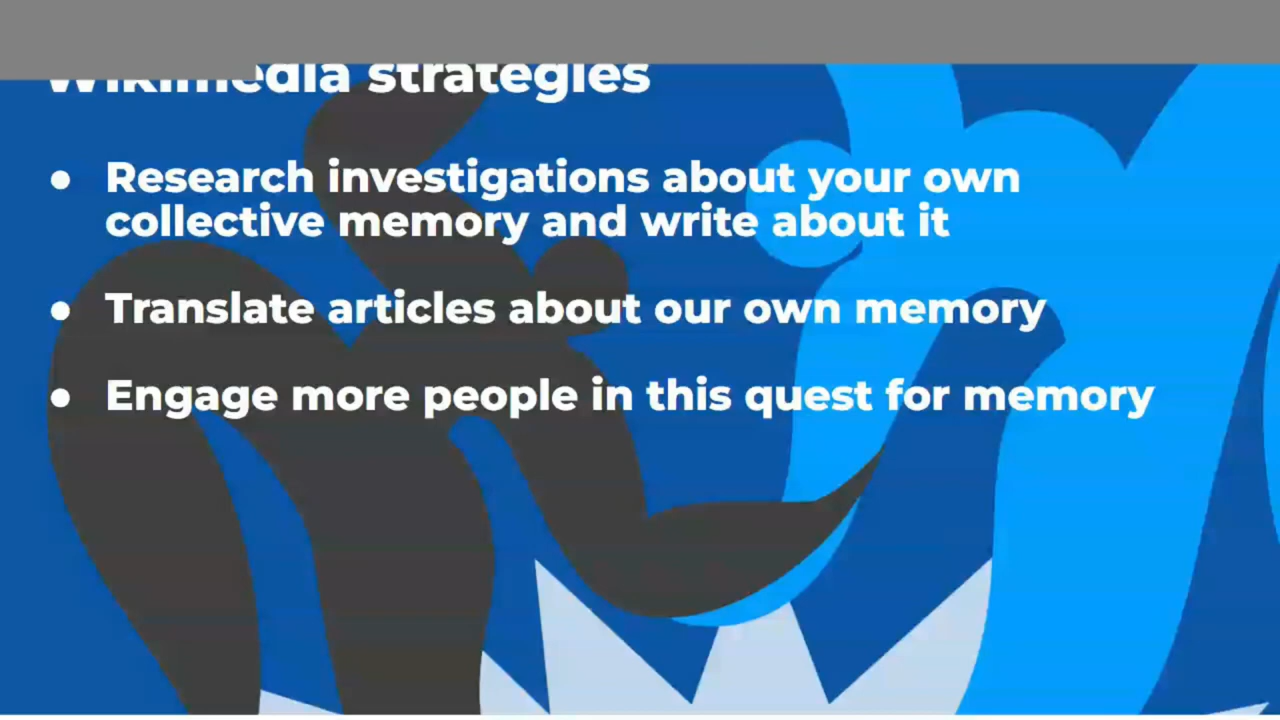 Wikimedia strategies
● Research investigations about your own
collective memory and write about it
● Translate articles about our own memory
● Engage more people in this quest for memory